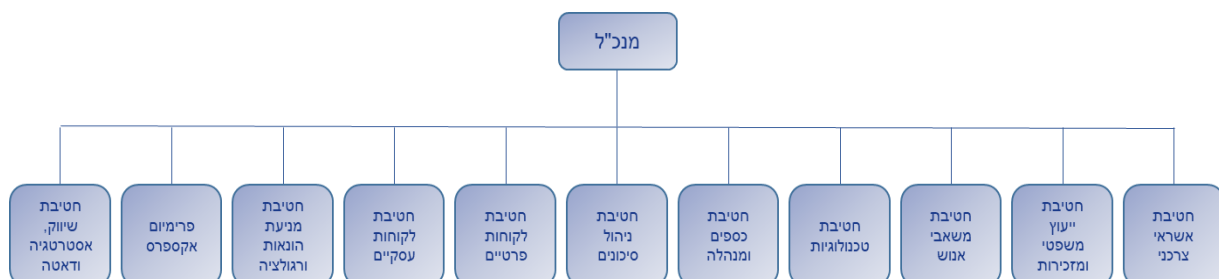 מנכ"ל
חטיבת
אשראי
צרכני
חטיבת
ייעוץ
משפטי
ומזכירות
חטיבת
משאבי
אנוש
חטיבת
טכנולוגיות
חטיבת
כספים
ומנהלה
חטיבת
ניהול
סיכונים
חטיבת
לקוחות
פרטיים
חטיבת
לקוחות
עסקיים
חטיבת
מניעת
הונאות
ורגולציה
פרימיום
אקספרס
חטיבת
שיווק,
אסטרטגיה
ודאטה